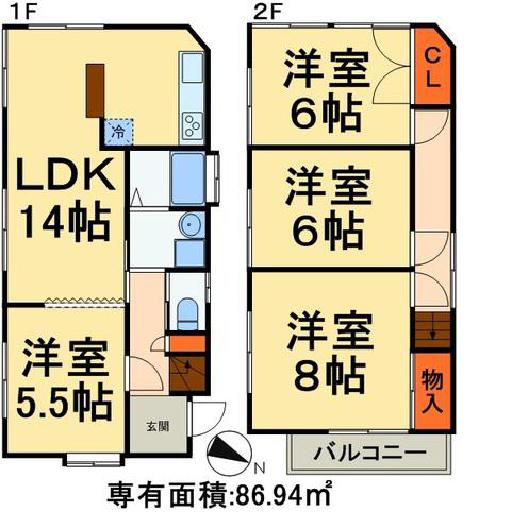 1F
2F
CL
洋室
6帖
冷
LDK
14帖
洋室
6帖
洋室
8帖
洋室
5.5帖
物入
玄関
バルコニー
N
専有面積:86.94㎡